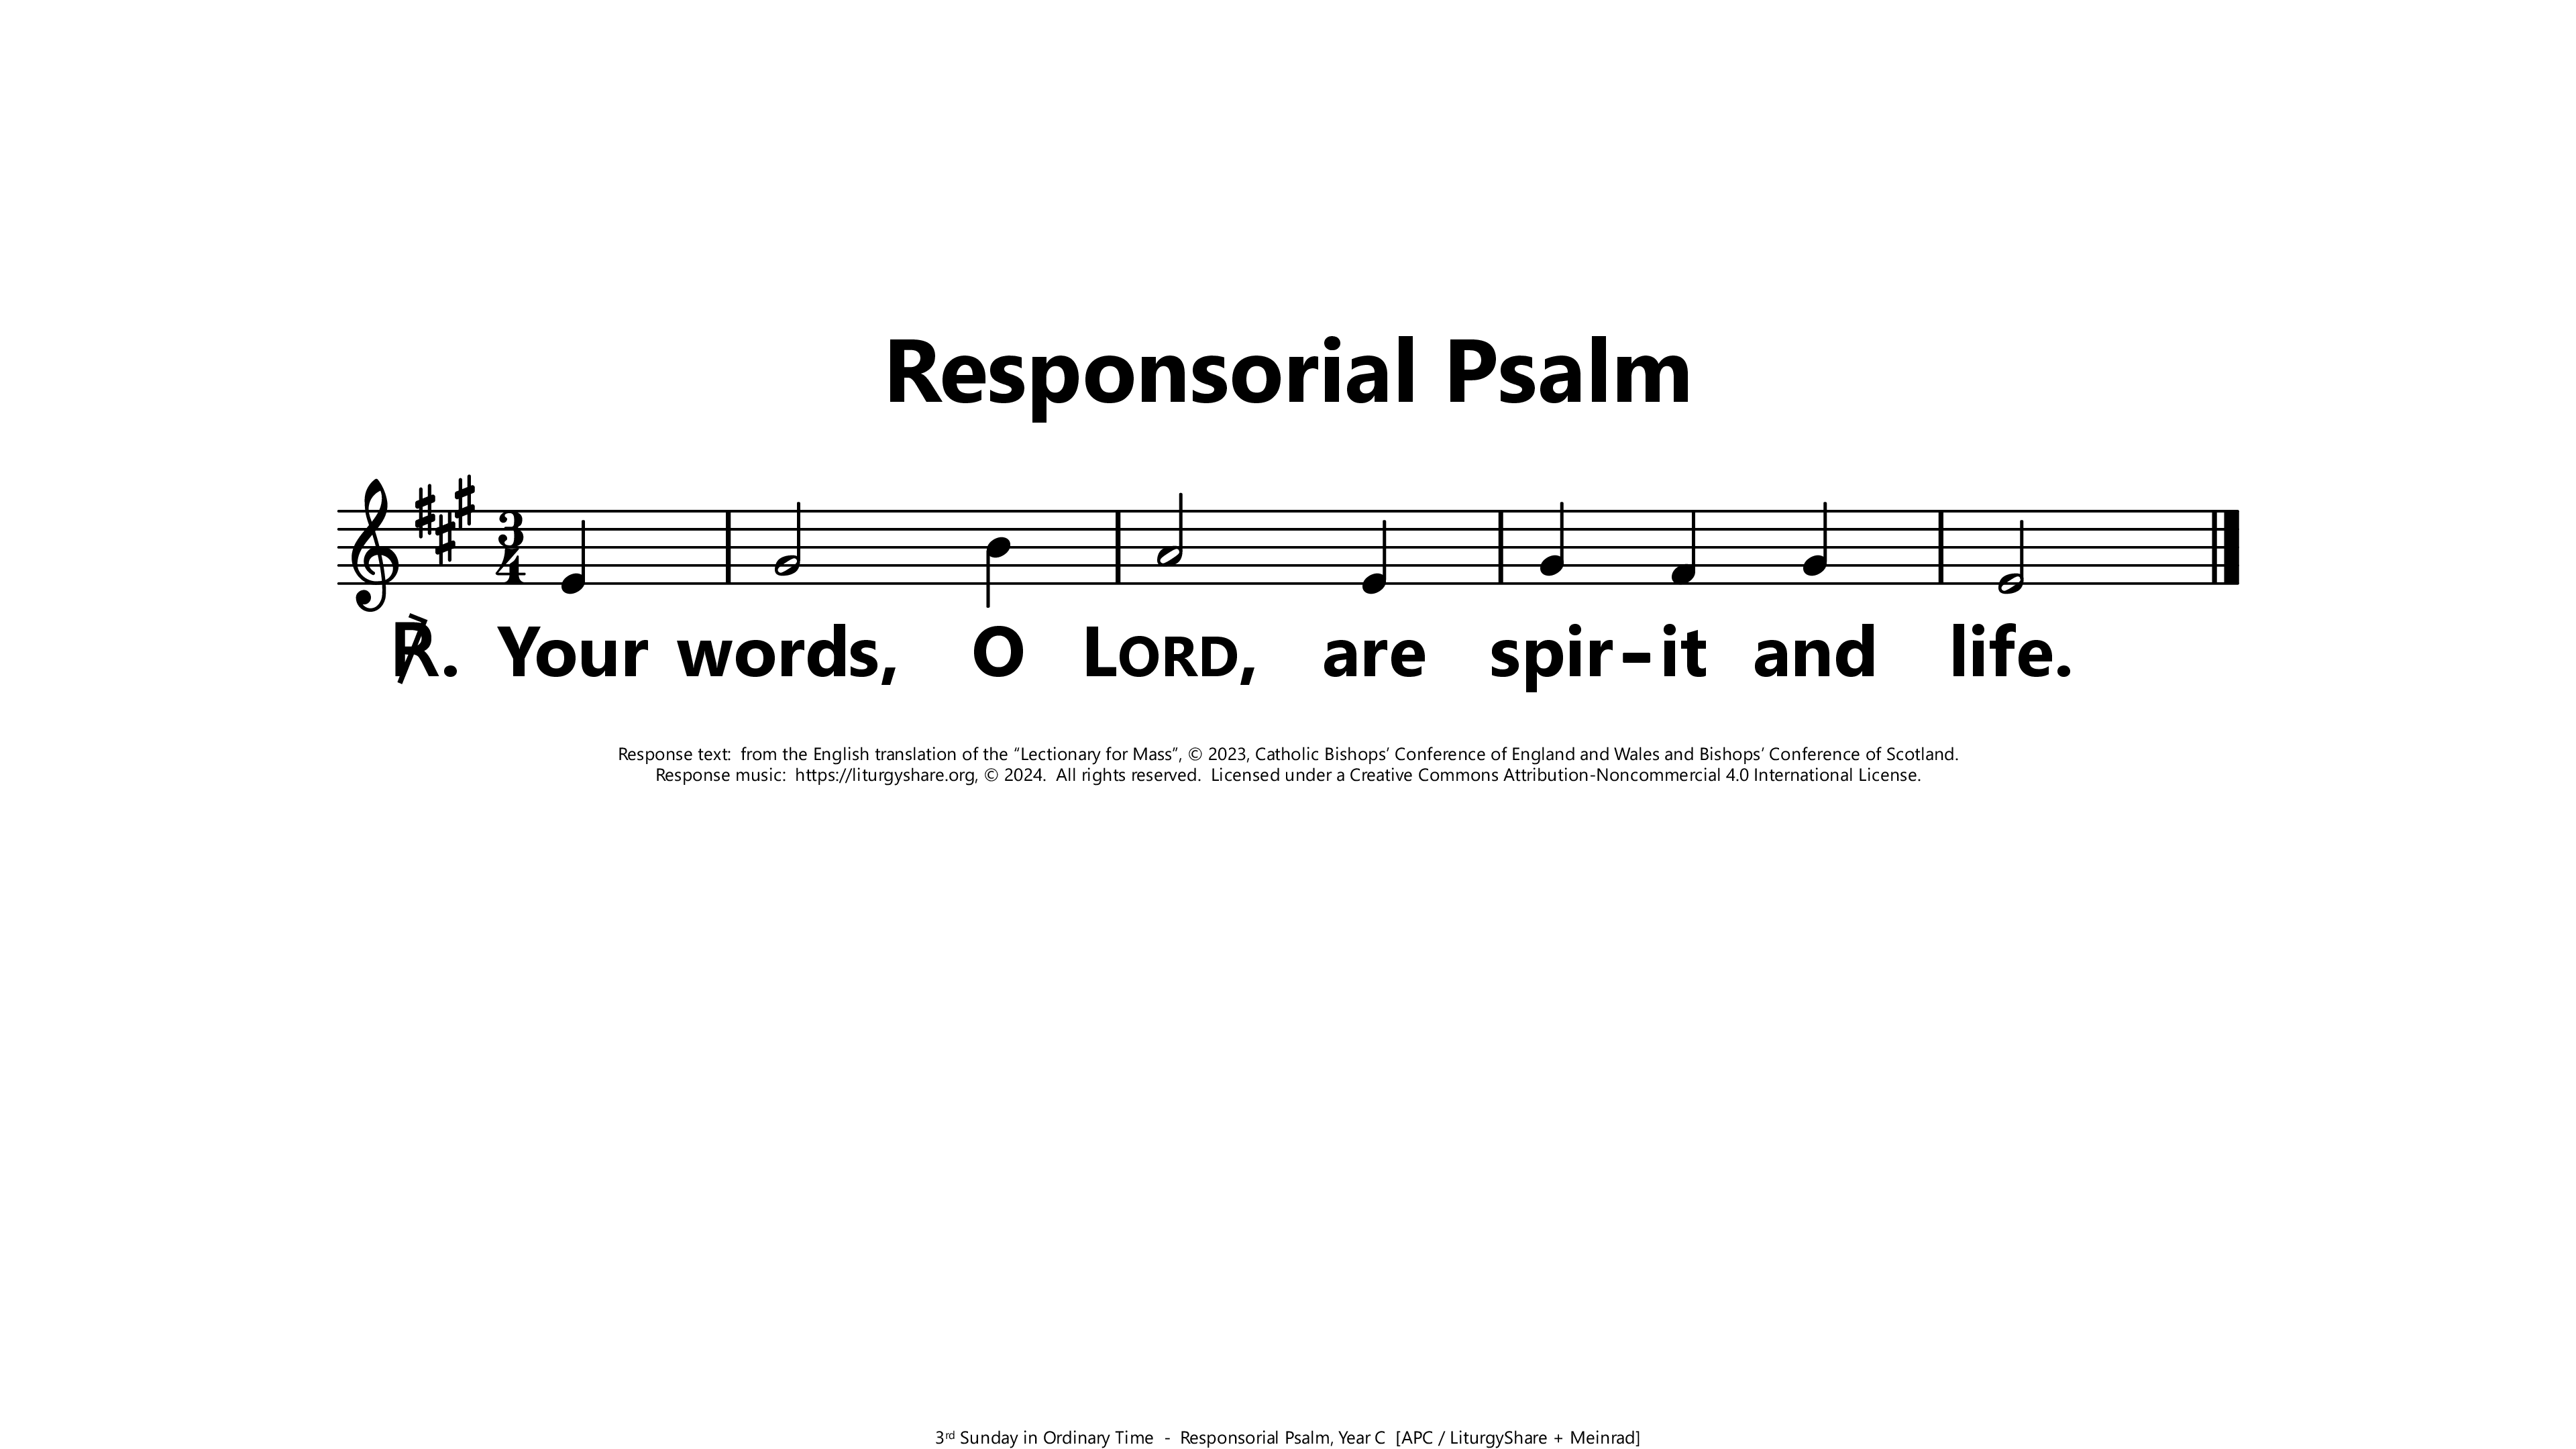 Responsorial Psalm
3
4
℟. Your words, O LORD, are spir-it and life.
Response text:  from the English translation of the “Lectionary for Mass”, © 2023, Catholic Bishops’ Conference of England and Wales and Bishops’ Conference of Scotland.
Response music:  https://liturgyshare.org, © 2024.  All rights reserved.  Licensed under a Creative Commons Attribution-Noncommercial 4.0 International License.
3rd Sunday in Ordinary Time  -  Responsorial Psalm, Year C  [APC / LiturgyShare + Meinrad]